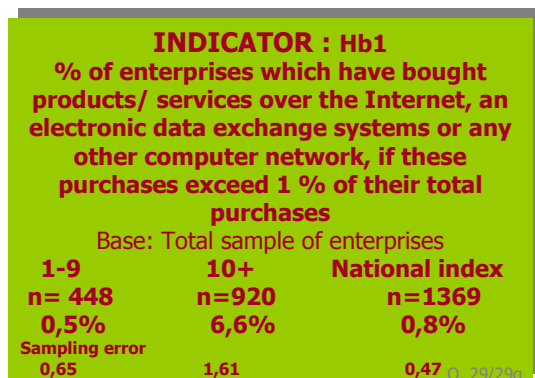 INDICATOR : Hb1
% of enterprises which have bought
products/ services over the Internet, an
electronic data exchange systems or any
other computer network, if these
purchases exceed 1 % of their total
purchases
Base: Total sample of enterprises
1-9 10+ National index
n= 448 n=920 n=1369
0,5% 6,6% 0,8%
Sampling error
0,65 1,61 0,47 Q. 29/29a